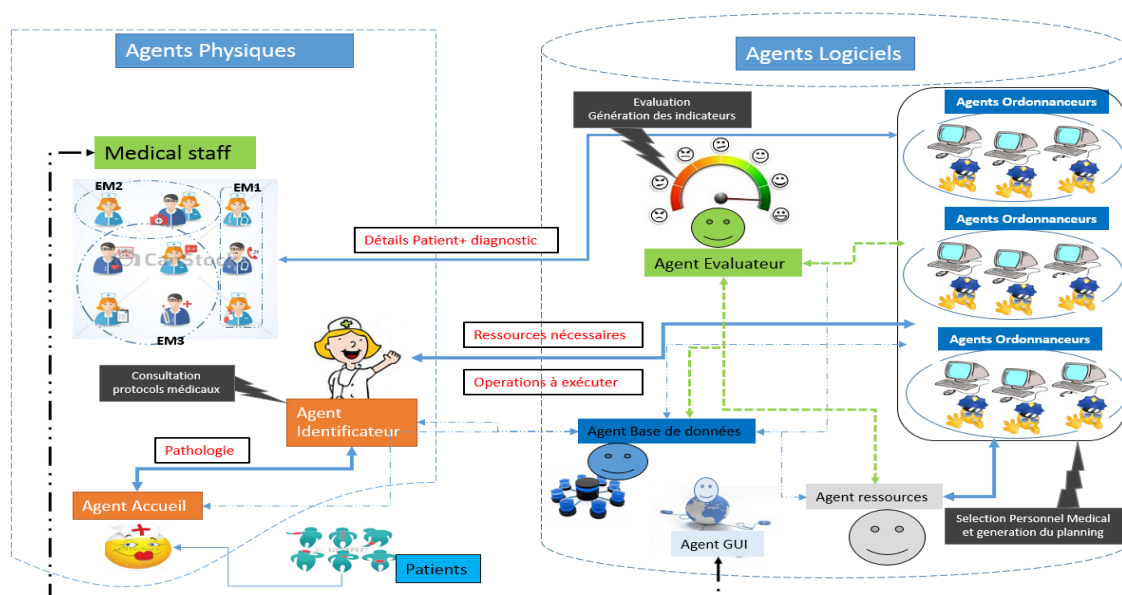 Agents Physiques
Agents Logiciels
Evaluation
Génération des indicateurs
Agents Ordonnanceurs
Medical staff
EM2
EM1
EM3
Détails Patient+ diagnostic
Agent Evaluateur
Agents Ordonnanceurs
Ressources nécessaires
Operations à exécuter
Agents Ordonnanceurs
Consultation
protocols médicaux
Agent
Identificateur
Agent Base de données
Pathologie
Agent Accueil
Agent ressources
Selection Personnel Medical
et generation du planning
Agent GUI
Patients